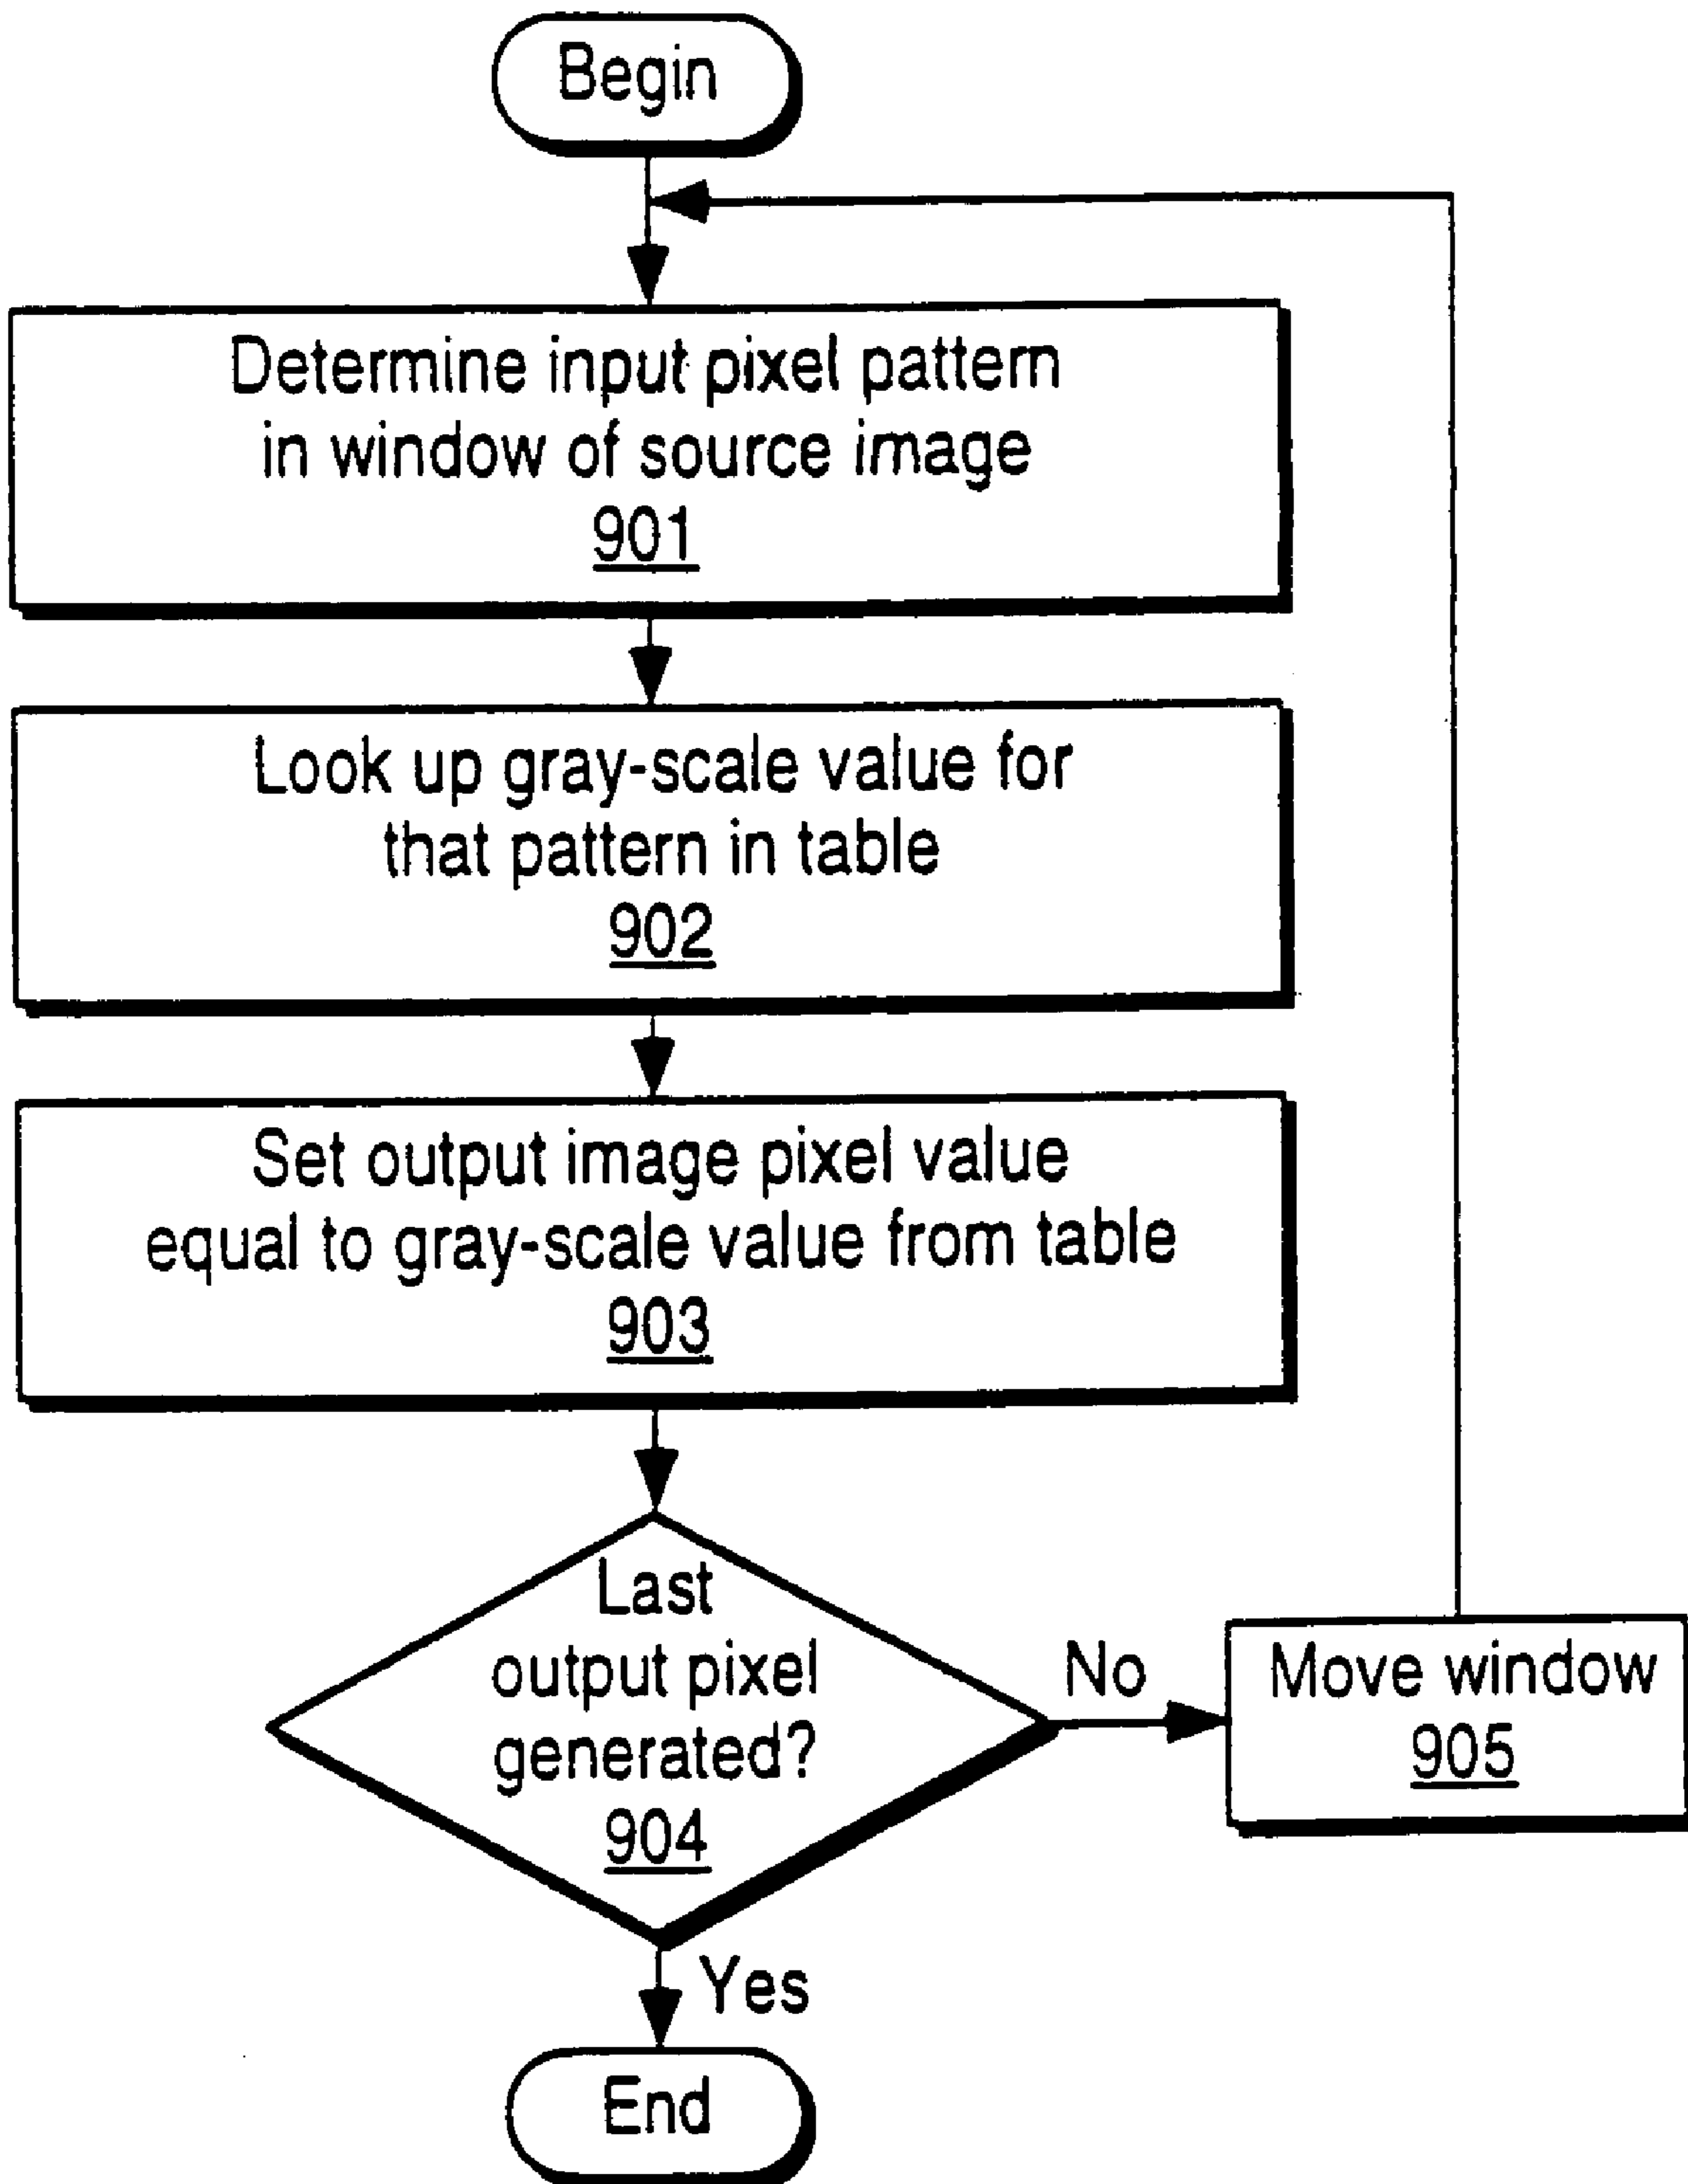 Begin
Determine input pixel pattern
in window of source image
901
Look up gray-scale value for
that pattern in table
902
Set output image pixel value
equal to gray-scale value from table
903
Last
output pixel
generated?
904
No
Move window
905
Yes
End